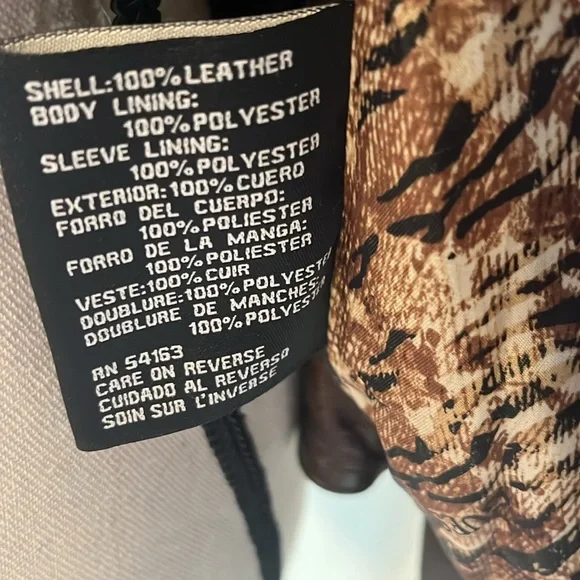 SHELL:100%LEATHER
BODY LINING:
100%POLYESTER
SLEEVE LINING:
100%POLYESTER
EXTERIOR:100%CUERO
FORRO DEL CUERPO:
100%POLIESTER
FORRO DE LA MANGA:
100%POLIESTER
VESTE:100%CUIR
DOUBLURE:100%POLYESTER
DOUBLURE DE MANCHES:
100%POLYESTER
RN 54163
CARE ON REVERSE
CUIDADO AL REVERSO
SOIN SUR L'INVERSE